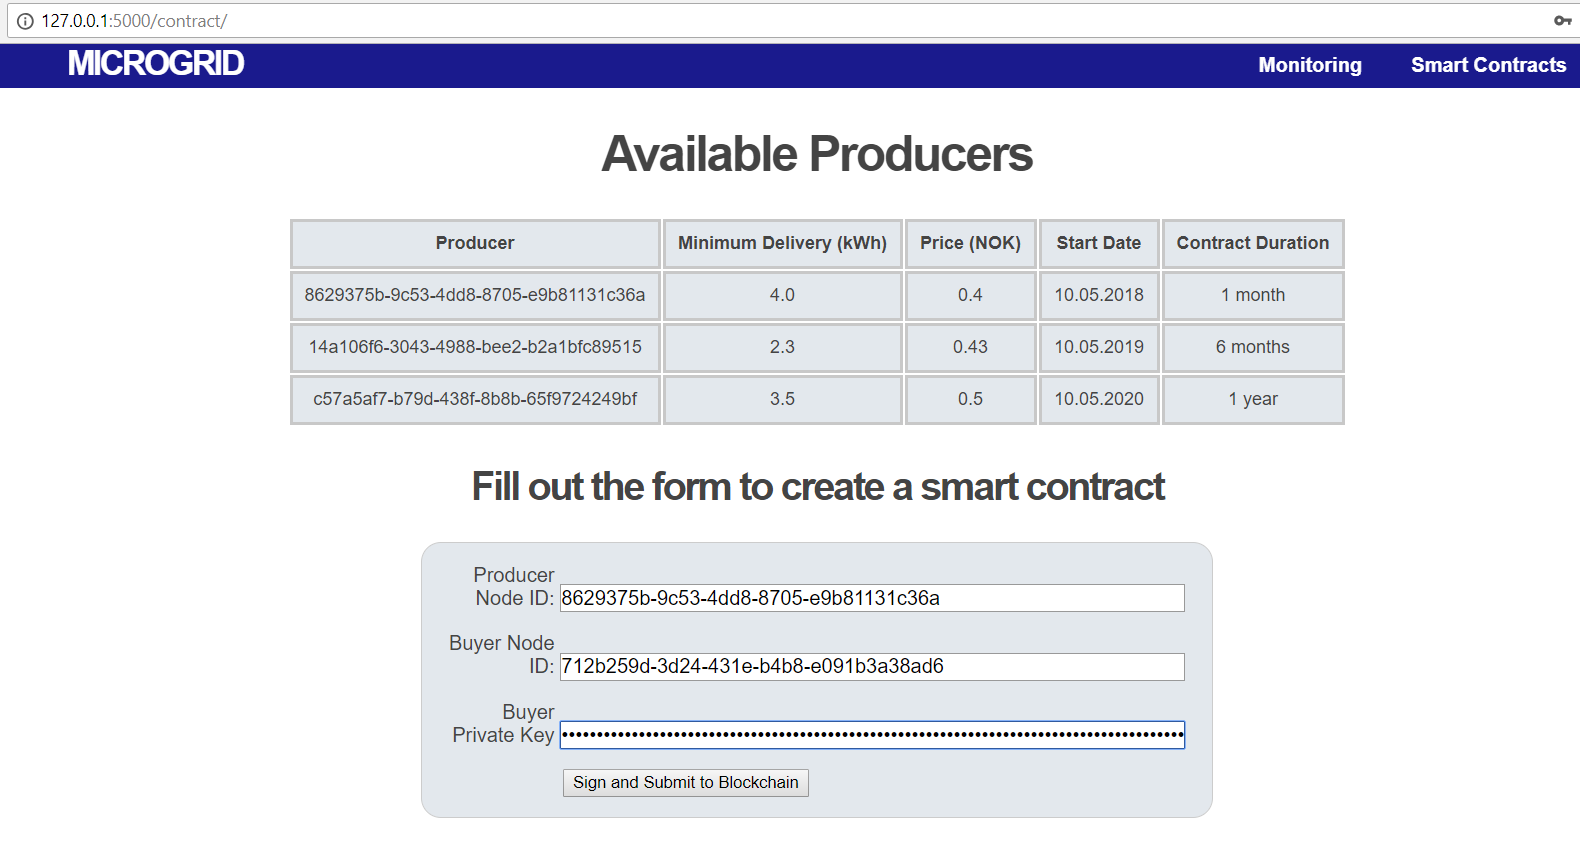 127.0.0.1:5000/contract/
MICROGRID Monitoring Smart Contracts
Available Producers
Producer Minimum Delivery (kWh) Price (NOK) Start Date Contract Duration
8629375b-9c53-4dd8-8705-e9b81131c36a 4.0 0.4 10.05.2018 1 month
14a106f6-3043-4988-bee2-b2a1bfc89515 2.3 0.43 10.05.2019 6 months
c57a5af7-b79d-438f-8b8b-65f9724249bf 3.5 0.5 10.05.2020 1 year
Fill out the form to create a smart contract
Producer
Node ID: 8629375b-9c53-4dd8-8705-e9b81131c36a
Buyer Node
ID: 712b259d-3d24-431e-b4b8-e091b3a38ad6
Buyer
Private Key
Sign and Submit to Blockchain